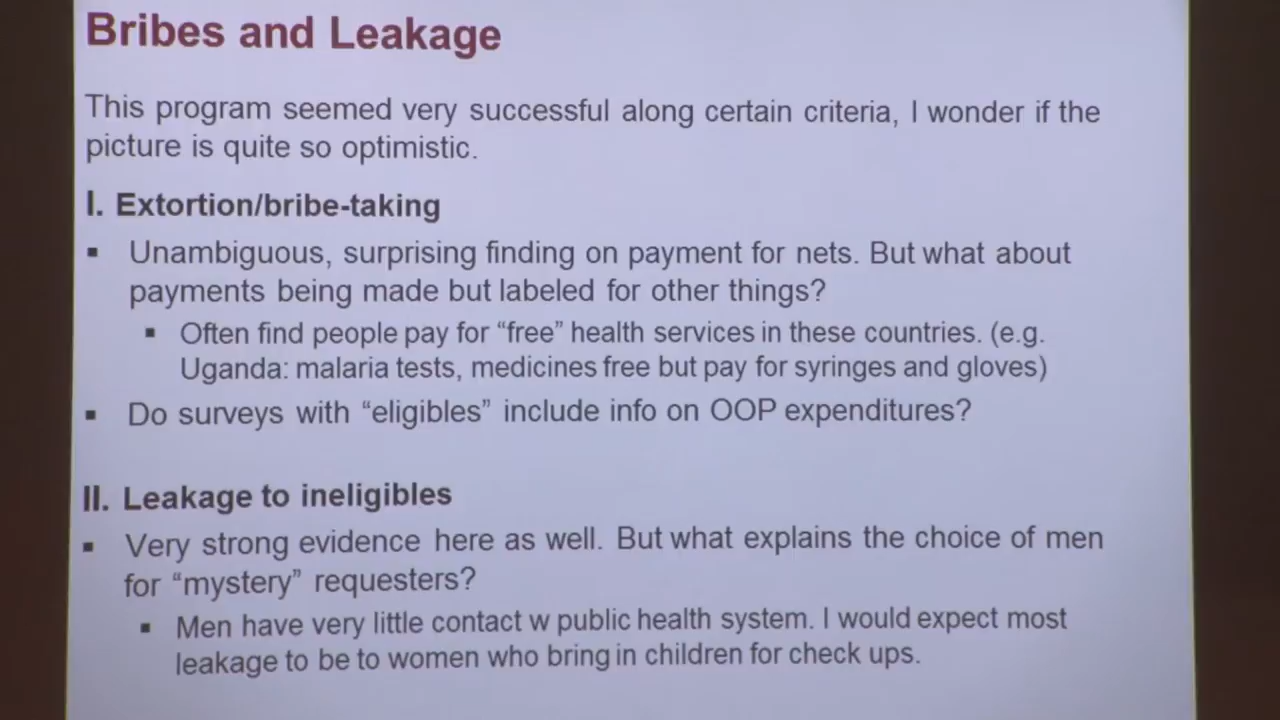 Bribes and Leakage
This program seemed very successful along certain criteria, I wonder if the
picture is quite so optimistic.
I. Extortion/bribe-taking
▪ Unambiguous, surprising finding on payment for nets. But what about
payments being made but labeled for other things?
▪ Often find people pay for “free” health services in these countries. (e.g.
Uganda: malaria tests, medicines free but pay for syringes and gloves)
▪ Do surveys with “eligibles” include info on OOP expenditures?
II. Leakage to ineligibles
▪ Very strong evidence here as well. But what explains the choice of men
for “mystery” requesters?
▪ Men have very little contact w public health system. I would expect most
leakage to be to women who bring in children for check ups.